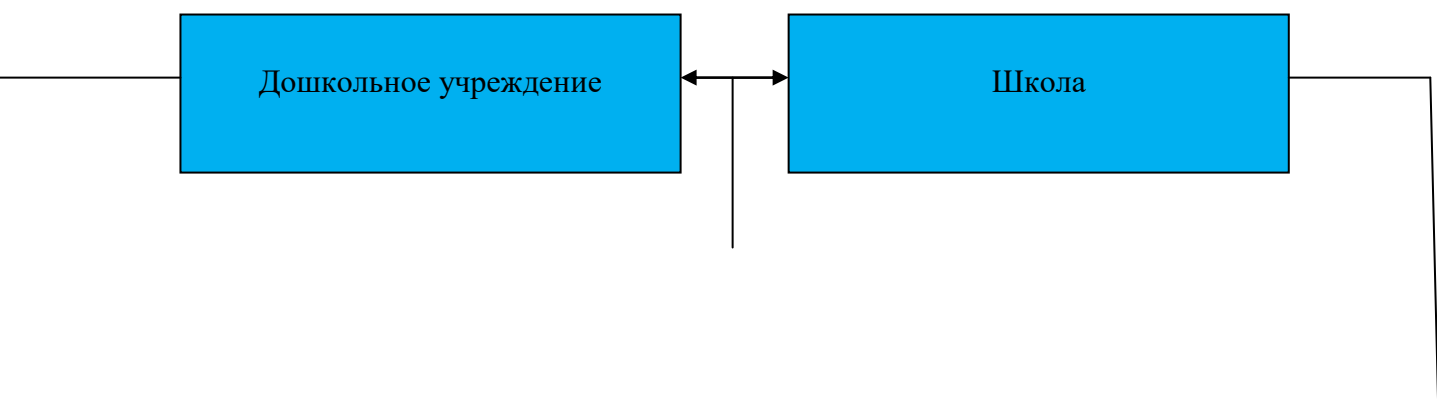 Дошкольное учреждение
Школа